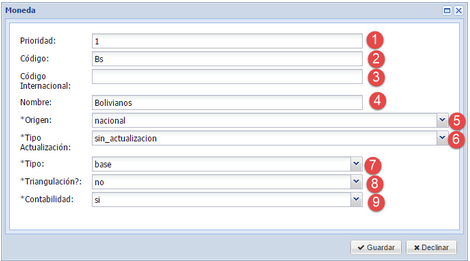 Moneda
Prioridad: 1 1
Código: Bs 2
Código Internacional: 3
Nombre: Bolivianos 4
*Origen: nacional 5
*Tipo Actualización: sin_actualizacion 6
*Tipo: base 7
*Triangulación?: no 8
*Contabilidad: si 9
Guardar Declinar